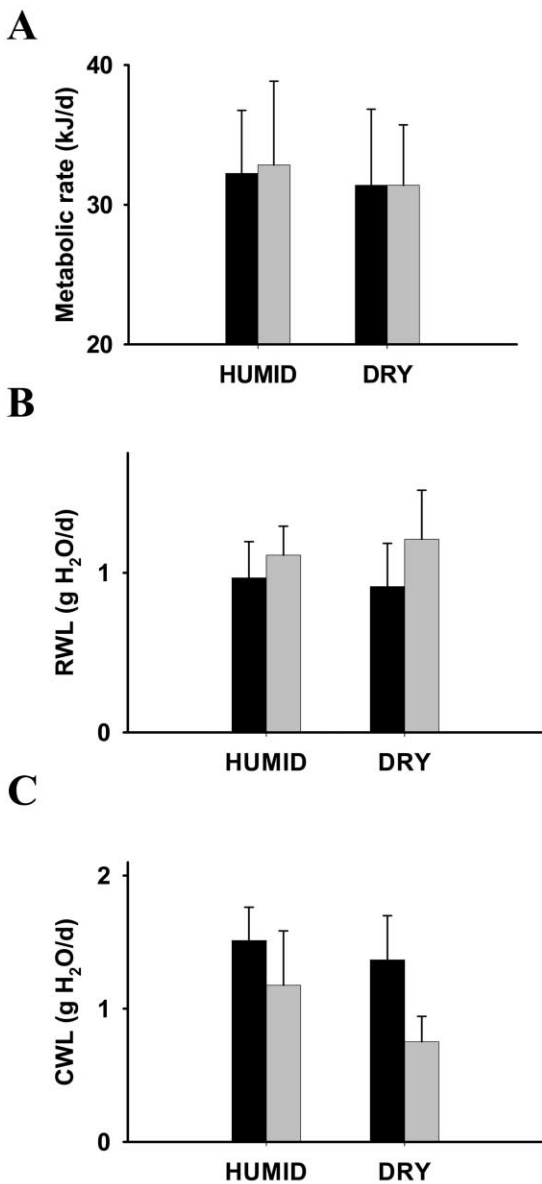 A
Metabolic rate (kJ/d)
40
30
20
HUMID DRY
B
RWL (g H₂O/d)
1
0
HUMID DRY
C
CWL (g H₂O/d)
2
1
0
HUMID DRY